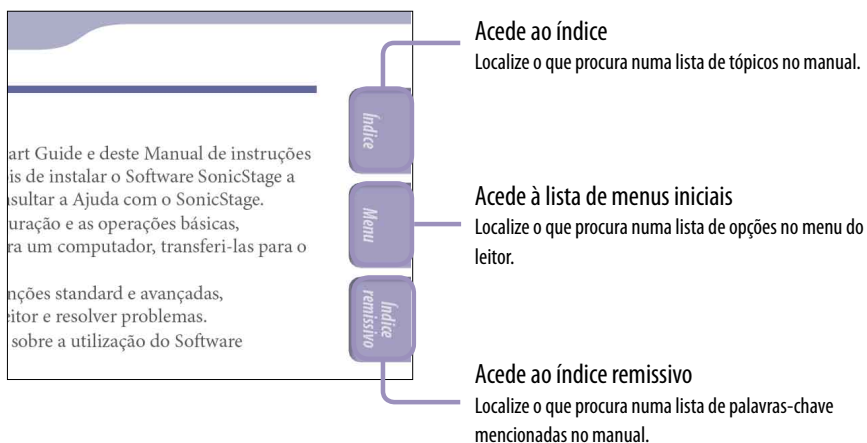 art Guide e deste Manual de instruções
is de instalar o Software SonicStage a
sultar a Ajuda com o SonicStage.
uração e as operações básicas,
ra um computador, transferi-las para o
nções standard e avançadas,
itor e resolver problemas.
sobre a utilização do Software
Índice
Menu
Índice
remissivo
Acede ao índice
Localize o que procura numa lista de tópicos no manual.
Acede à lista de menus iniciais
Localize o que procura numa lista de opções no menu do
leitor.
Acede ao índice remissivo
Localize o que procura numa lista de palavras-chave
mencionadas no manual.